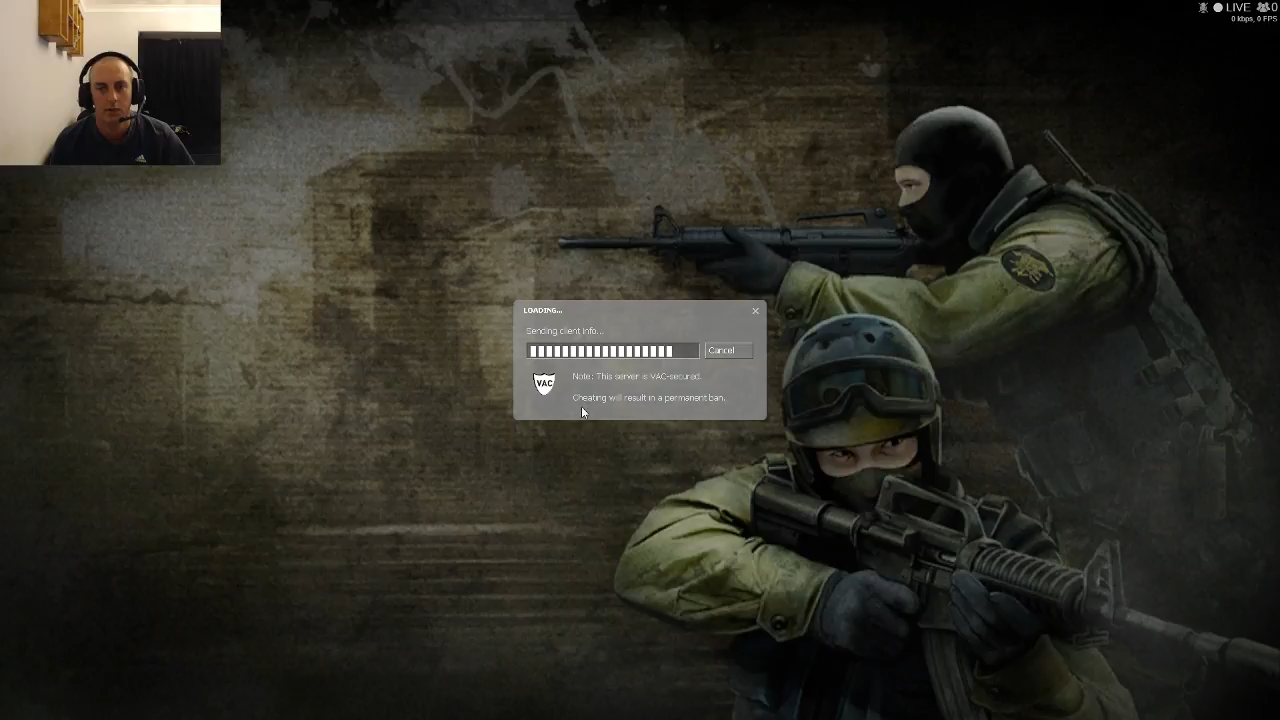 LIVE 0
0 kbps, 0 FPS
LOADING...
Sending client info...
Cancel
VAC
Note: This server is VAC-secured.
Cheating will result in a permanent ban.